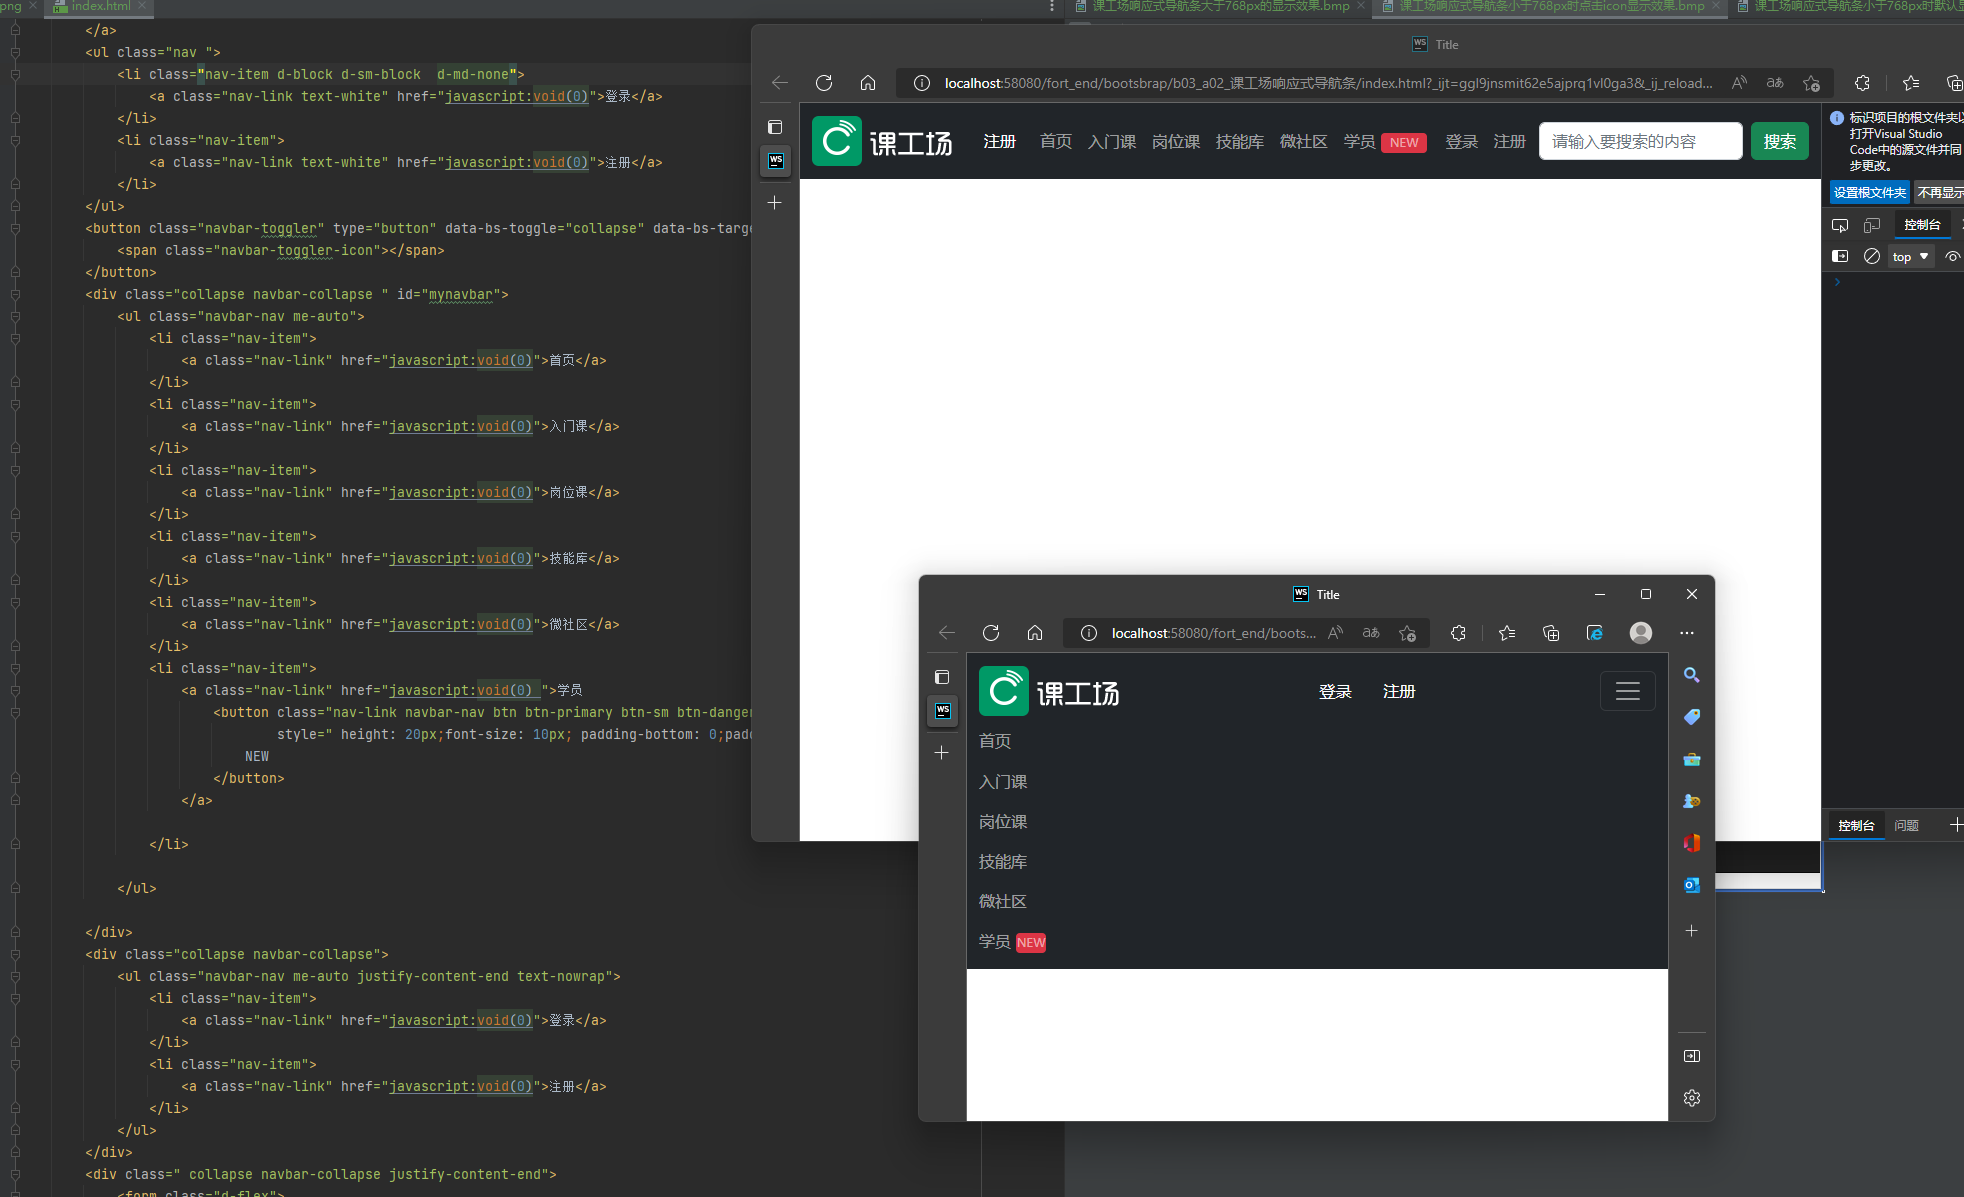 png
index.html
课工场响应式导航条大于768px的显示效果.bmp
课工场响应式导航条小于768px时点击icon显示效果.bmp
课工场响应式导航条小于768px时默认
</a>
<ul class="nav ">
<li class="nav-item d-block d-sm-block  d-md-none">
<a class="nav-link text-white" href="javascript:void(0)">登录</a>
</li>
<li class="nav-item">
<a class="nav-link text-white" href="javascript:void(0)">注册</a>
</li>
</ul>
<button class="navbar-toggler" type="button" data-bs-toggle="collapse" data-bs-targe
<span class="navbar-toggler-icon"></span>
</button>
<div class="collapse navbar-collapse " id="mynavbar">
<ul class="navbar-nav me-auto">
<li class="nav-item">
<a class="nav-link" href="javascript:void(0)">首页</a>
</li>
<li class="nav-item">
<a class="nav-link" href="javascript:void(0)">入门课</a>
</li>
<li class="nav-item">
<a class="nav-link" href="javascript:void(0)">岗位课</a>
</li>
<li class="nav-item">
<a class="nav-link" href="javascript:void(0)">技能库</a>
</li>
<li class="nav-item">
<a class="nav-link" href="javascript:void(0)">微社区</a>
</li>
<li class="nav-item">
<a class="nav-link" href="javascript:void(0) ">学员
<button class="nav-link navbar-nav btn btn-primary btn-sm btn-danger
style=" height: 20px;font-size: 10px; padding-bottom: 0;padd
NEW
</button>
</a>
</li>
</ul>
</div>
<div class="collapse navbar-collapse">
<ul class="navbar-nav me-auto justify-content-end text-nowrap">
<li class="nav-item">
<a class="nav-link" href="javascript:void(0)">登录</a>
</li>
<li class="nav-item">
<a class="nav-link" href="javascript:void(0)">注册</a>
</li>
</ul>
</div>
<div class=" collapse navbar-collapse justify-content-end">
<form class="d-flex">
WS Title
localhost:58080/fort_end/bootsbrap/b03_a02_课工场响应式导航条/index.html?_ijt=ggl9jnsmit62e5ajprq1vl0ga3&_ij_reload...
WS
课工场 注册 首页 入门课 岗位课 技能库 微社区 学员 NEW 登录 注册 请输入要搜索的内容 搜索
标识项目的根文件夹以
打开Visual Studio
Code中的源文件并同
步更改。
设置根文件夹 不再显示
控制台
top
控制台 问题
WS Title
localhost:58080/fort_end/boots...
WS
课工场 登录 注册
首页
入门课
岗位课
技能库
微社区
学员 NEW